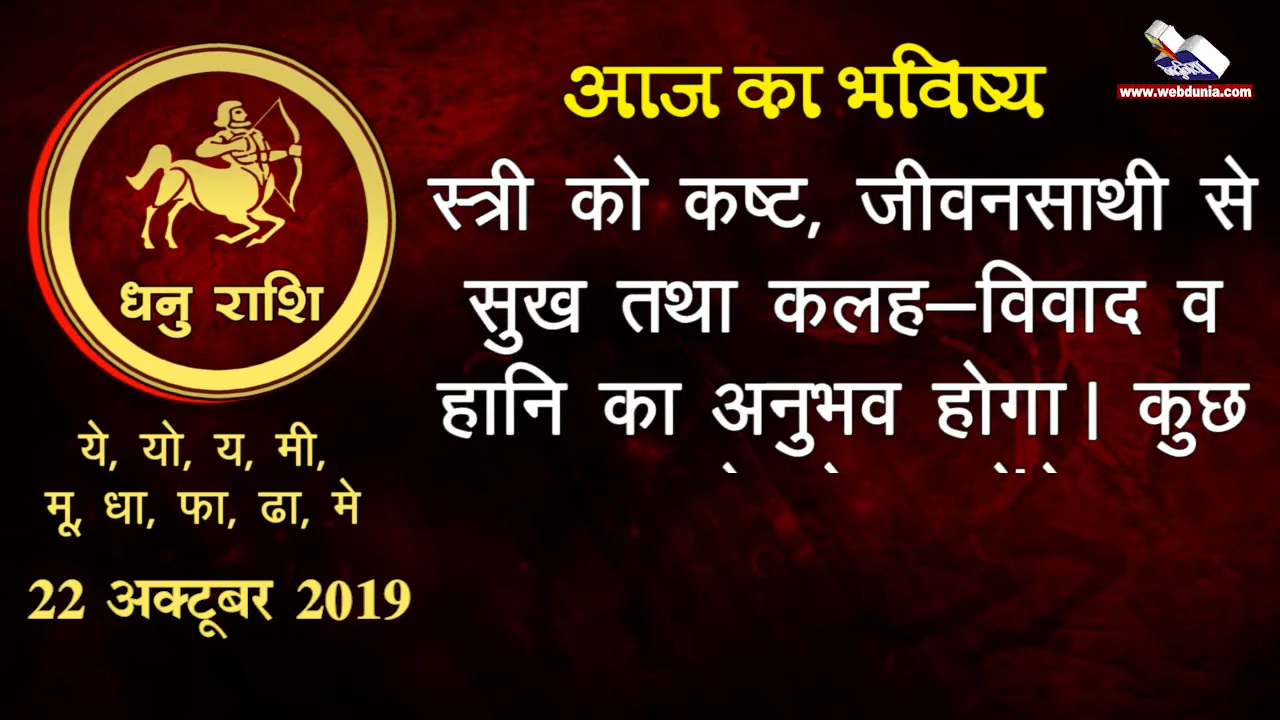 आज का भविष्य
www.webdunia.com
स्त्री को कष्ट, जीवनसाथी से
सुख तथा कलह–विवाद व
हानि का अनुभव होगा। कुछ
धनु राशि
ये, यो, य, मी,
मू, धा, फा, ढा, मे
22 अक्टूबर 2019